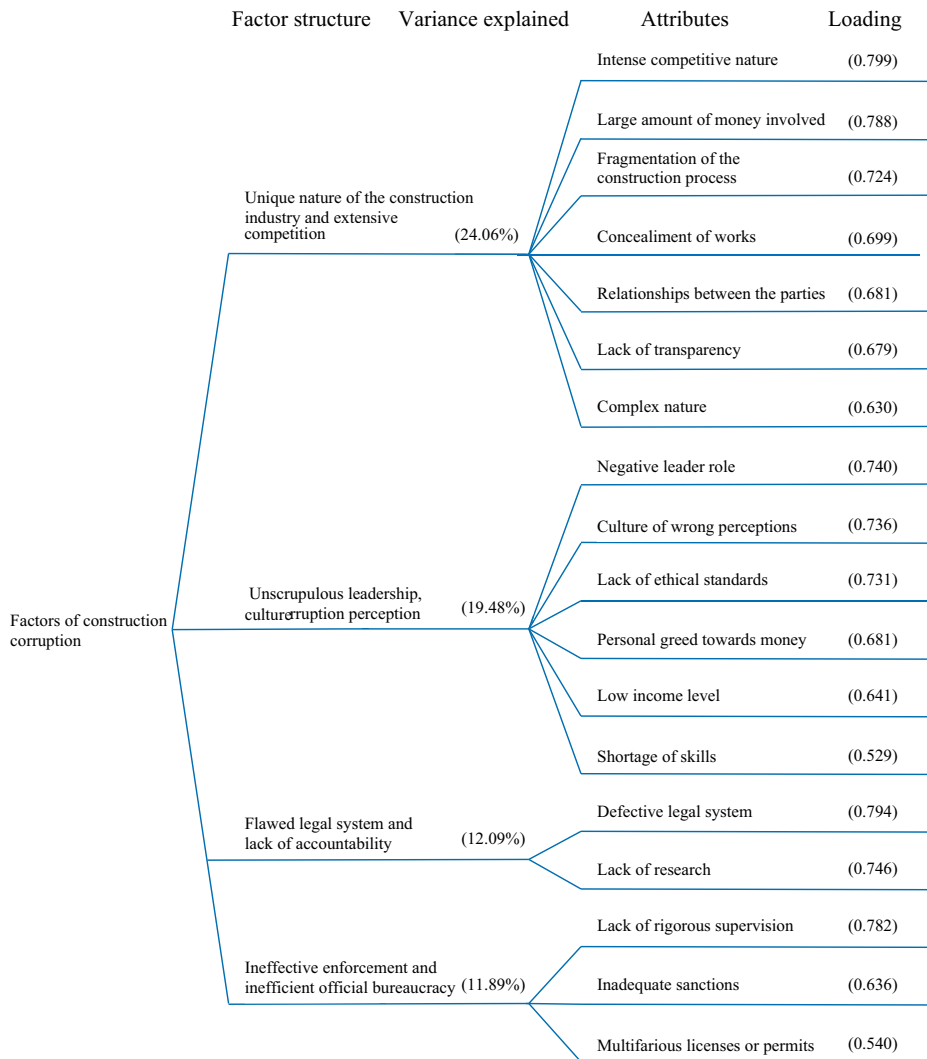 Factor structure Variance explained Attributes Loading
Intense competitive nature (0.799)
Large amount of money involved (0.788)
Fragmentation of the
construction process (0.724)
Unique nature of the construction
industry and extensive
competition (24.06%)
Concealiment of works (0.699)
Relationships between the parties (0.681)
Lack of transparency (0.679)
Complex nature (0.630)
Negative leader role (0.740)
Culture of wrong perceptions (0.736)
Lack of ethical standards (0.731)
Unscrupulous leadership,
culture rruption perception (19.48%)
Factors of construction
corruption
Personal greed towards money (0.681)
Low income level (0.641)
Shortage of skills (0.529)
Defective legal system (0.794)
Flawed legal system and
lack of accountability (12.09%)
Lack of research (0.746)
Lack of rigorous supervision (0.782)
Ineffective enforcement and
inefficient official bureaucracy (11.89%)
Inadequate sanctions (0.636)
Multifarious licenses or permits (0.540)